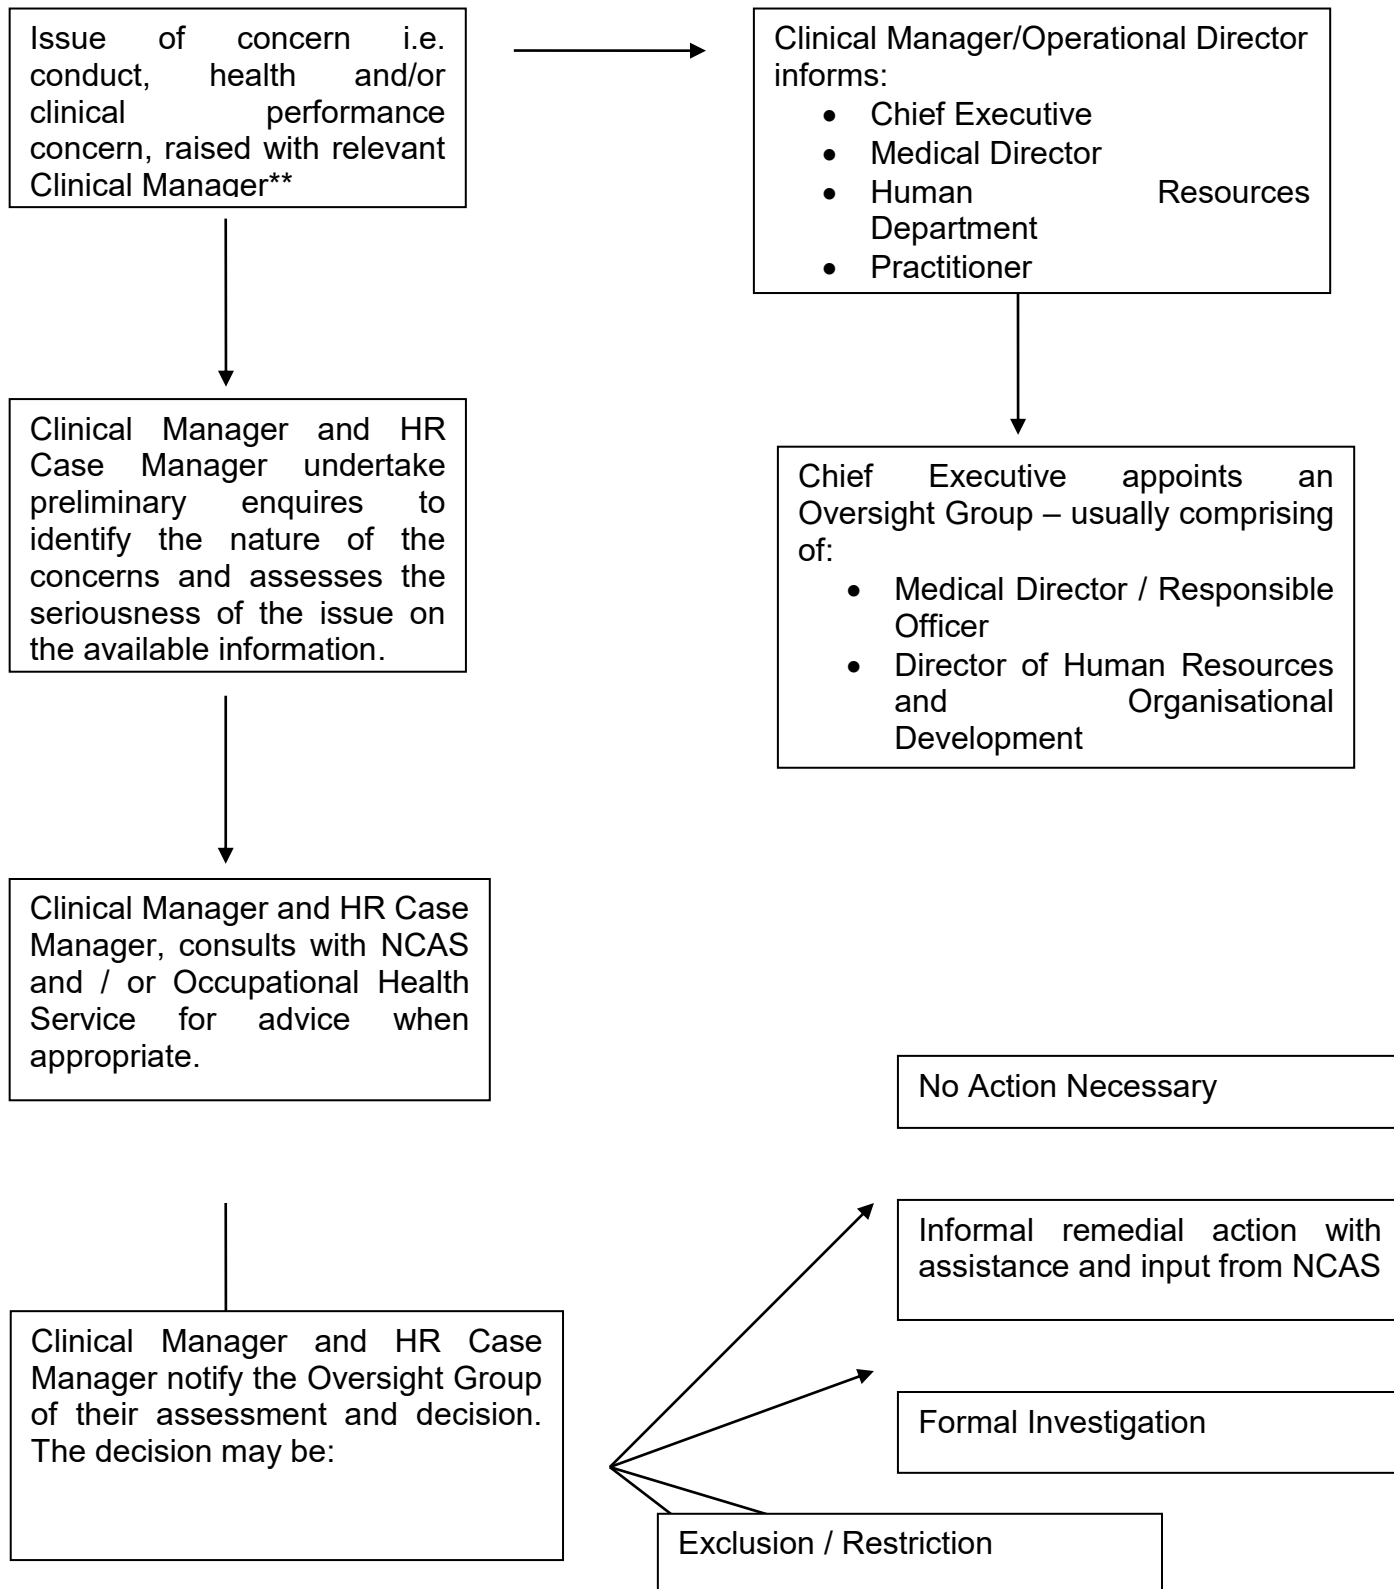 Issue of concern i.e.
conduct, health and/or
clinical performance
concern, raised with relevant
Clinical Manager**
Clinical Manager/Operational Director
informs:
• Chief Executive
• Medical Director
• Human Resources
Department
• Practitioner
Clinical Manager and HR
Case Manager undertake
preliminary enquires to
identify the nature of the
concerns and assesses the
seriousness of the issue on
the available information.
Chief Executive appoints an
Oversight Group – usually comprising
of:
• Medical Director / Responsible
Officer
• Director of Human Resources
and Organisational
Development
Clinical Manager and HR Case
Manager, consults with NCAS
and / or Occupational Health
Service for advice when
appropriate.
No Action Necessary
Informal remedial action with
assistance and input from NCAS
Clinical Manager and HR Case
Manager notify the Oversight Group
of their assessment and decision.
The decision may be:
Formal Investigation
Exclusion / Restriction